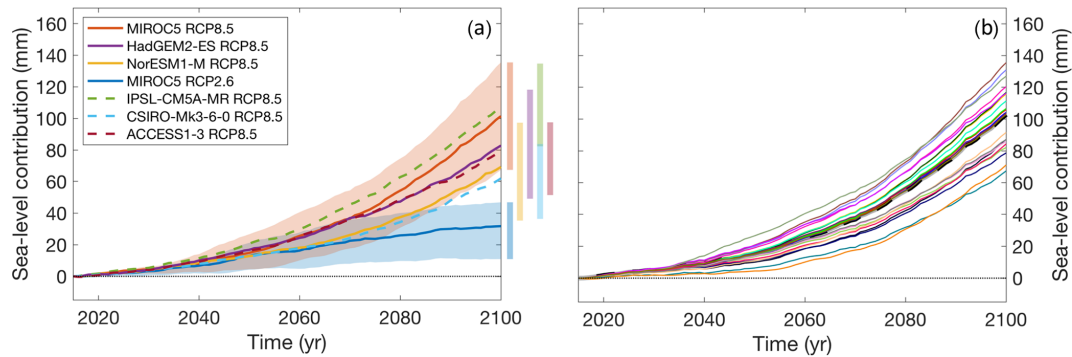 (a)
Sea-level contribution (mm)
160
140
120
100
80
60
40
20
0
MIROC5 RCP8.5
HadGEM2-ES RCP8.5
NorESM1-M RCP8.5
MIROC5 RCP2.6
IPSL-CM5A-MR RCP8.5
CSIRO-Mk3-6-0 RCP8.5
ACCESS1-3 RCP8.5
2020 2040 2060 2080 2100
Time (yr)
(b)
160
140
120
100
80
60
40
20
0
Sea-level contribution (mm)
2020 2040 2060 2080 2100
Time (yr)